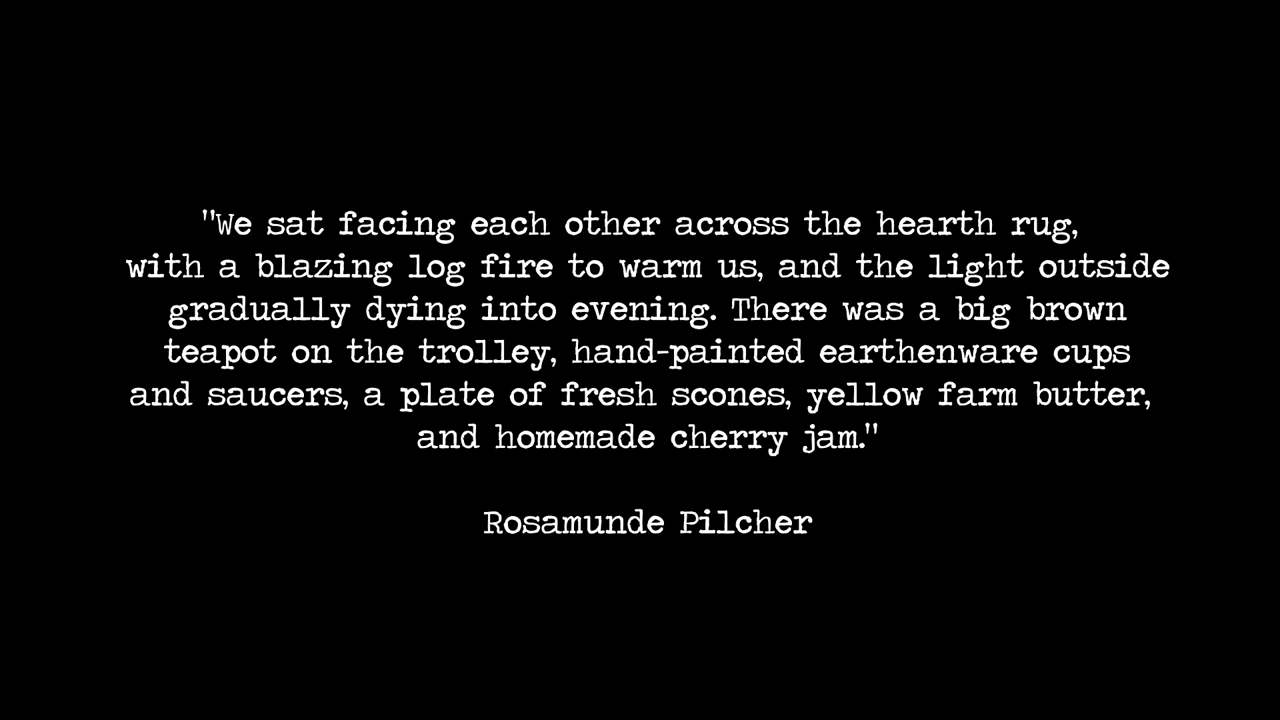 "We sat facing each other across the hearth rug,
with a blazing log fire to warm us, and the light outside
gradually dying into evening. There was a big brown
teapot on the trolley, hand-painted earthenware cups
and saucers, a plate of fresh scones, yellow farm butter,
and homemade cherry jam."
Rosamunde Pilcher